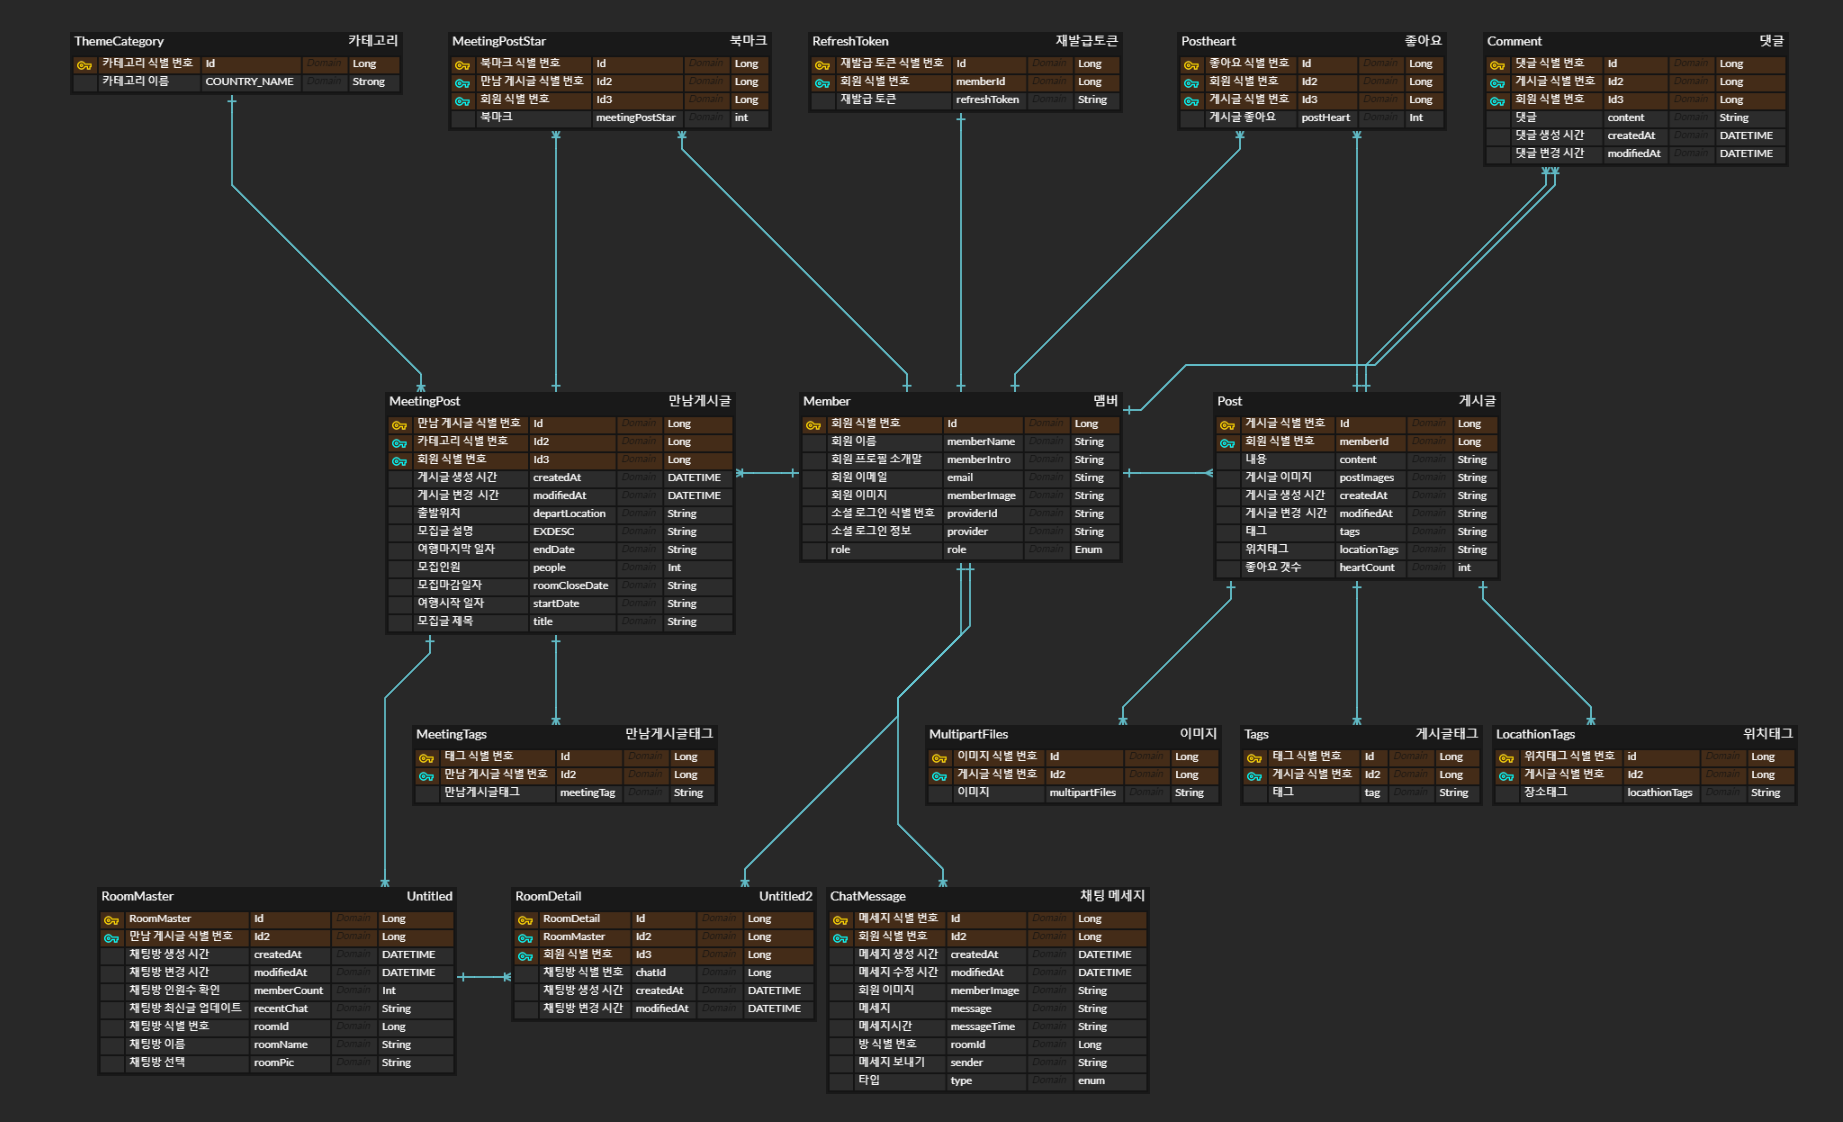 ThemeCategory 카테고리
카테고리 식별 번호 Id Domain Long
카테고리 이름 COUNTRY_NAME Domain Strong
MeetingPostStar 북마크
북마크 식별 번호 Id Domain Long
만남 게시글 식별 번호 Id2 Domain Long
회원 식별 번호 Id3 Domain Long
북마크 meetingPostStar Domain int
RefreshToken 재발급토큰
재발급 토큰 식별 번호 Id Domain Long
회원 식별 번호 memberId Domain Long
재발급 토큰 refreshToken Domain String
Postheart 좋아요
좋아요 식별 번호 Id Domain Long
회원 식별 번호 Id2 Domain Long
게시글 식별 번호 Id3 Domain Long
게시글 좋아요 postHeart Domain Int
Comment 댓글
댓글 식별 번호 Id Domain Long
게시글 식별 번호 Id2 Domain Long
회원 식별 번호 Id3 Domain Long
댓글 content Domain String
댓글 생성 시간 createdAt Domain DATETIME
댓글 변경 시간 modifiedAt Domain DATETIME
MeetingPost 만남게시글
만남 게시글 식별 번호 Id Domain Long
카테고리 식별 번호 Id2 Domain Long
회원 식별 번호 Id3 Domain Long
게시글 생성 시간 createdAt Domain DATETIME
게시글 변경 시간 modifiedAt Domain DATETIME
출발위치 departLocation Domain String
모집글 설명 EXDESC Domain String
여행마지막 일자 endDate Domain String
모집인원 people Domain Int
모집마감일자 roomCloseDate Domain String
여행시작 일자 startDate Domain String
모집글 제목 title Domain String
Member 맴버
회원 식별 번호 Id Domain Long
회원 이름 memberName Domain String
회원 프로필 소개말 memberIntro Domain String
회원 이메일 email Domain Stirng
회원 이미지 memberImage Domain String
소셜 로그인 식별 번호 providerId Domain String
소셜 로그인 정보 provider Domain String
role role Domain Enum
Post 게시글
게시글 식별 번호 Id Domain Long
회원 식별 번호 memberId Domain Long
내용 content Domain String
게시글 이미지 postImages Domain String
게시글 생성 시간 createdAt Domain String
게시글 변경 시간 modifiedAt Domain String
태그 tags Domain String
위치태그 locationTags Domain String
좋아요 갯수 heartCount Domain int
MeetingTags 만남게시글태그
태그 식별 번호 Id Domain Long
만남 게시글 식별 번호 Id2 Domain Long
만남게시글태그 meetingTag Domain String
MultipartFiles 이미지
이미지 식별 번호 Id Domain Long
게시글 식별 번호 Id2 Domain Long
이미지 multipartFiles Domain String
Tags 게시글태그
태그 식별 번호 Id Domain Long
게시글 식별 번호 Id2 Domain Long
태그 tag Domain String
LocathionTags 위치태그
위치태그 식별 번호 id Domain Long
게시글 식별 번호 Id2 Domain Long
장소태그 locathionTags Domain String
RoomMaster Untitled
RoomMaster Id Domain Long
만남 게시글 식별 번호 Id2 Domain Long
채팅방 생성 시간 createdAt Domain DATETIME
채팅방 변경 시간 modifiedAt Domain DATETIME
채팅방 인원수 확인 memberCount Domain Int
채팅방 최신글 업데이트 recentChat Domain String
채팅방 식별 번호 roomId Domain Long
채팅방 이름 roomName Domain String
채팅방 선택 roomPic Domain String
RoomDetail Untitled2
RoomDetail Id Domain Long
RoomMaster Id2 Domain Long
회원 식별 번호 Id3 Domain Long
채팅방 식별 번호 chatId Domain Long
채팅방 생성 시간 createdAt Domain DATETIME
채팅방 변경 시간 modifiedAt Domain DATETIME
ChatMessage 채팅 메세지
메세지 식별 번호 Id Domain Long
회원 식별 번호 Id2 Domain Long
메세지 생성 시간 createdAt Domain DATETIME
메세지 수정 시간 modifiedAt Domain DATETIME
회원 이미지 memberImage Domain String
메세지 message Domain String
메세지시간 messageTime Domain String
방 식별 번호 roomId Domain Long
메세지 보내기 sender Domain String
타입 type Domain enum